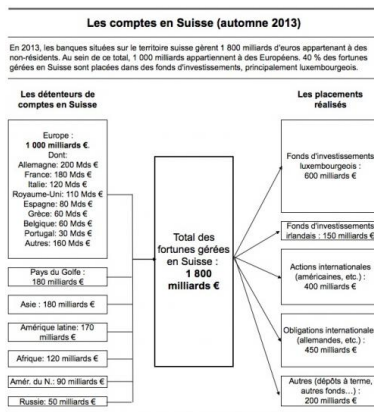 Les comptes en Suisse (automne 2013)
En 2013, les banques situées sur le territoire suisse gèrent 1 800 milliards d'euros appartenant à des
non-résidents. Au sein de ce total, 1 000 milliards appartiennent à des Européens. 40 % des fortunes
gérées en Suisse sont placées dans des fonds d'investissements, principalement luxembourgeois.
Les détenteurs de
comptes en Suisse
Europe :
1 000 milliards €.
Dont:
Allemagne: 200 Mds €
France: 180 Mds €
Italie: 120 Mds €
Royaume-Uni: 110 Mds €
Espagne: 80 Mds €
Grèce: 60 Mds €
Belgique: 60 Mds €
Portugal: 30 Mds €
Autres: 160 Mds €
Pays du Golfe :
180 milliards €
Asie : 180 milliards €
Amérique latine: 170
milliards €
Afrique: 120 milliards €
Amér. du N.: 90 milliards €
Russie: 50 milliards €
Total des
fortunes gérées
en Suisse :
1 800
milliards €
Les placements
réalisés
Fonds d'investissements
luxembourgeois :
600 milliards €
Fonds d'investissements
irlandais : 150 milliards €
Actions internationales
(américaines, etc.) :
400 milliards €
Obligations internationales
(allemandes, etc.) :
450 milliards €
Autres (dépôts à terme,
autres fonds…) :
200 milliards €